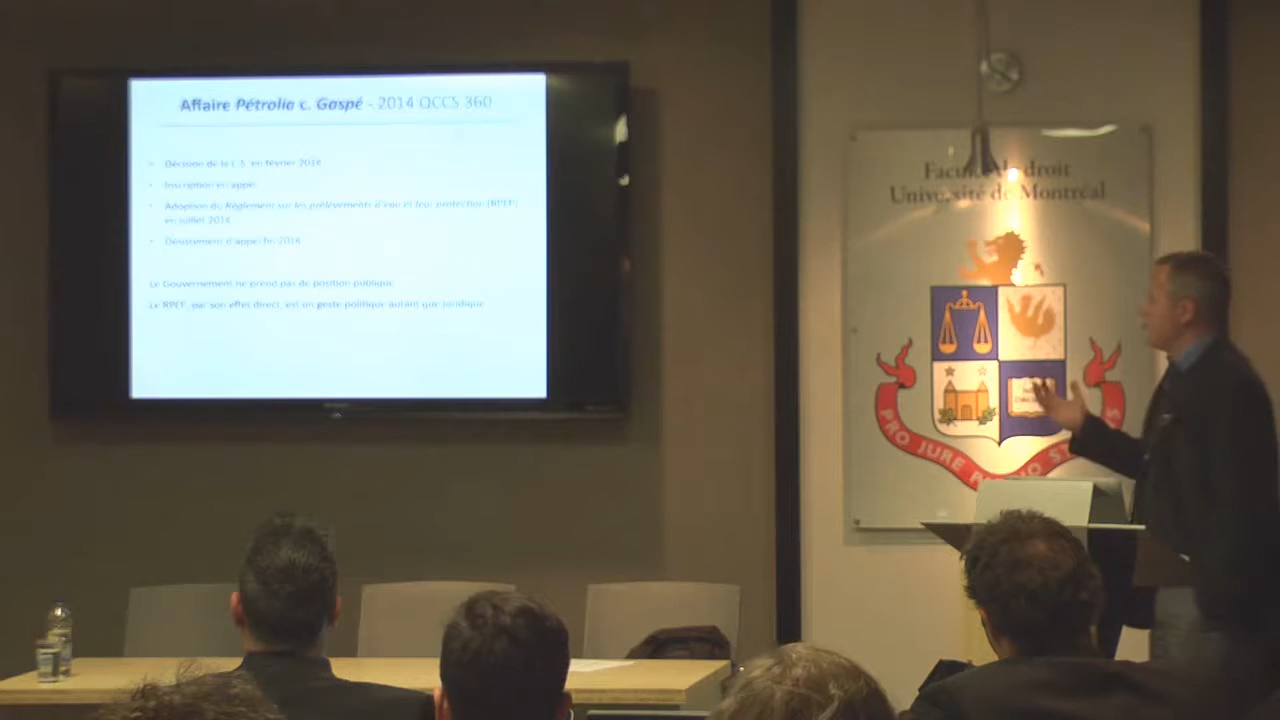 Affaire Pétrolia c. Gaspé - 2014 QCCS 360
• Décision de la C.S. en février 2014
• Inscription en appel
• Adoption du Règlement sur les prélèvements d'eau et leur protection (RPEP)
en juillet 2014
• Désistement d'appel fin 2014
Le Gouvernement ne prend pas de position publique
Le RPEP, par son effet direct, est un geste politique autant que juridique
Faculté de droit
Université de Montréal
PRO JURE